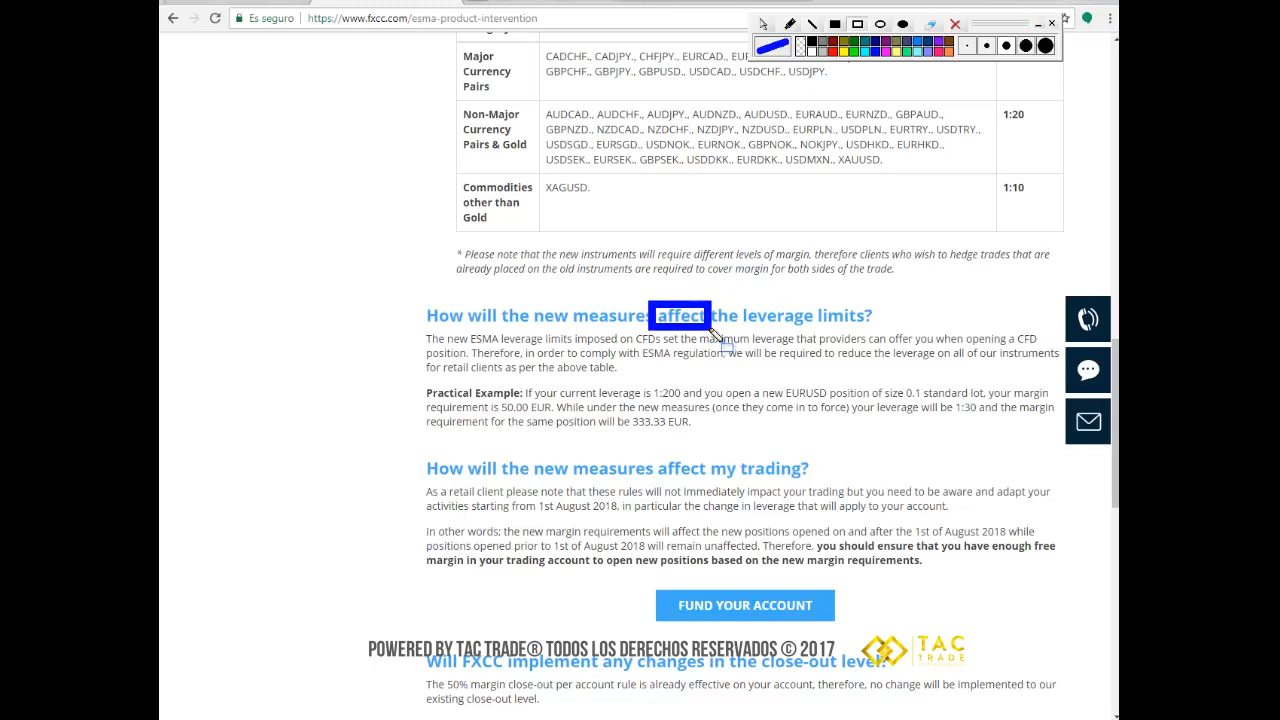 Es seguro
https://www.fxcc.com/esma-product-intervention
Major
Currency
Pairs
CADCHF., CADJPY., CHFJPY., EURCAD.,
GBPCHF., GBPJPY., GBPUSD., USDCAD., USDCHF., USDJPY.
Non-Major
Currency
Pairs & Gold
AUDCAD., AUDCHF., AUDJPY., AUDNZD., AUDUSD., EURAUD., EURNZD., GBPAUD.,
GBPNZD., NZDCAD., NZDCHF., NZDJPY., NZDUSD., EURPLN., USDPLN., EURTRY., USDTRY.,
USDSGD., EURSGD., USDNOK., EURNOK., GBPNOK., NOKJPY., USDHKD., EURHKD.,
USDSEK., EURSEK., GBPSEK., USDDKK., EURDKK., USDMXN., XAUUSD.
1:20
Commodities
other than
Gold
XAGUSD.
1:10
* Please note that the new instruments will require different levels of margin, therefore clients who wish to hedge trades that are
already placed on the old instruments are required to cover margin for both sides of the trade.
How will the new measures affect the leverage limits?
The new ESMA leverage limits imposed on CFDs set the maximum leverage that providers can offer you when opening a CFD
position. Therefore, in order to comply with ESMA regulation, we will be required to reduce the leverage on all of our instruments
for retail clients as per the above table.
Practical Example: If your current leverage is 1:200 and you open a new EURUSD position of size 0.1 standard lot, your margin
requirement is 50.00 EUR. While under the new measures (once they come in to force) your leverage will be 1:30 and the margin
requirement for the same position will be 333.33 EUR.
How will the new measures affect my trading?
As a retail client please note that these rules will not immediately impact your trading but you need to be aware and adapt your
activities starting from 1st August 2018, in particular the change in leverage that will apply to your account.
In other words: the new margin requirements will affect the new positions opened on and after the 1st of August 2018 while
positions opened prior to 1st of August 2018 will remain unaffected. Therefore, you should ensure that you have enough free
margin in your trading account to open new positions based on the new margin requirements.
FUND YOUR ACCOUNT
POWERED BY TAC TRADE® TODOS LOS DERECHOS RESERVADOS © 2017
TAC
TRADE
Will FXCC implement any changes in the close-out level?
The 50% margin close-out per account rule is already effective on your account, therefore, no change will be implemented to our
existing close-out level.